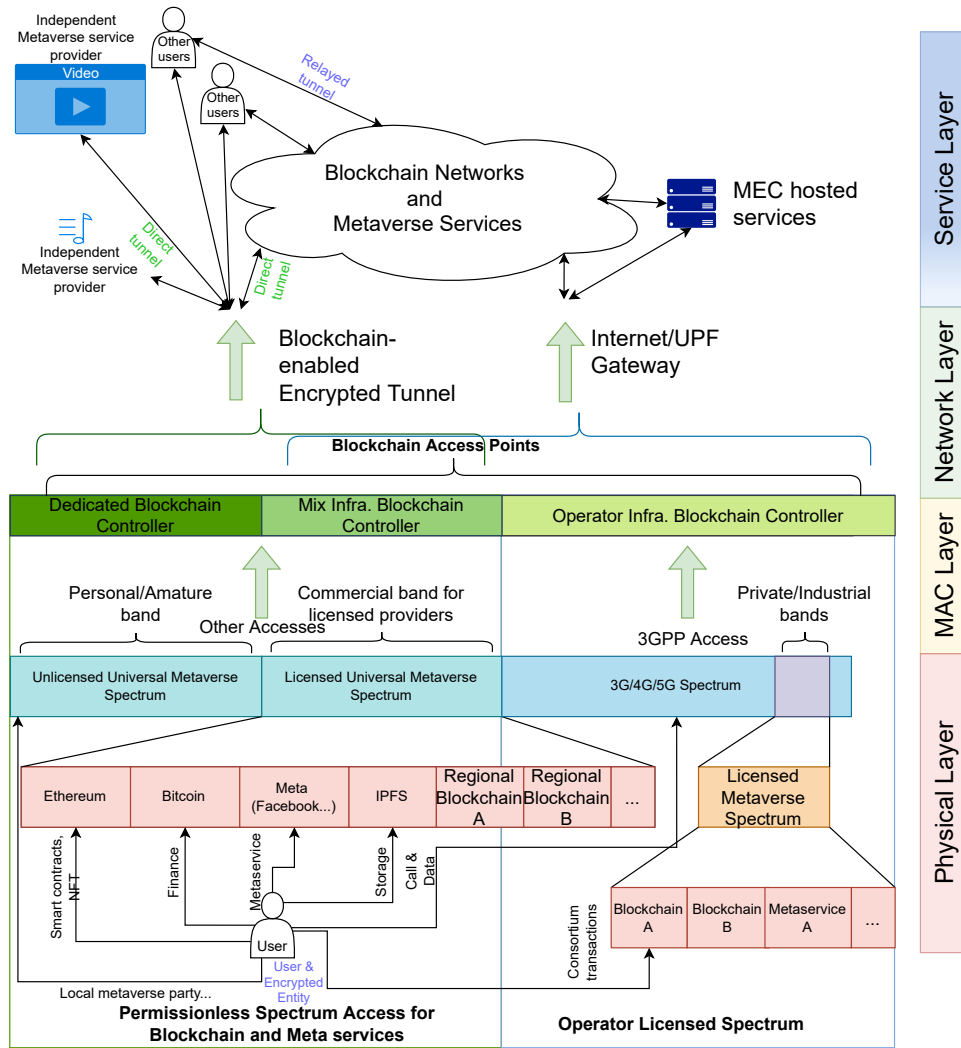 Independent
Metaverse service
provider
Video
Other
users
Other
users
Relayed
tunnel
Blockchain Networks
and
Metaverse Services
MEC hosted
services
Independent
Metaverse service
provider
Direct
tunnel
Direct
tunnel
Blockchain-
enabled
Encrypted Tunnel
Internet/UPF
Gateway
Blockchain Access Points
Dedicated Blockchain
Controller
Mix Infra. Blockchain
Controller
Operator Infra. Blockchain Controller
Personal/Amature
band
Commercial band for
licensed providers
Private/Industrial
bands
Other Accesses
3GPP Access
Unlicensed Universal Metaverse
Spectrum
Licensed Universal Metaverse
Spectrum
3G/4G/5G Spectrum
Ethereum
Bitcoin
Meta
(Facebook...)
IPFS
Regional
Blockchain
A
Regional
Blockchain
B
...
Licensed
Metaverse
Spectrum
Smart contracts,
NFT
Finance
Metaservice
Storage
Call &
Data
User
User &
Encrypted
Entity
Local metaverse party...
Consortium
transactions
Blockchain
A
Blockchain
B
Metaservice
A
...
Permissionless Spectrum Access for
Blockchain and Meta services
Operator Licensed Spectrum
Service Layer
Network Layer
MAC Layer
Physical Layer